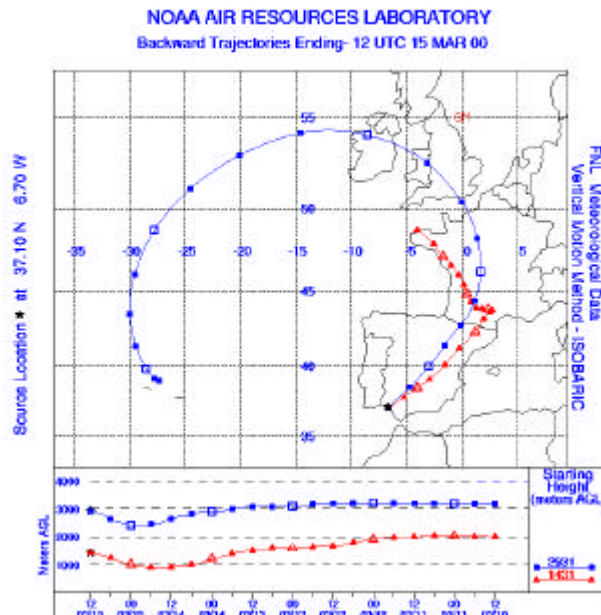 NOAA AIR RESOURCES LABORATORY
Backward Trajectories Ending- 12 UTC 15 MAR 00
Source Location ★ at 37.10 N 6.70 W
FNL Meteorological Data
Vertical Motion Method - ISOBARIC
55
50
-35 -30 -25 -20 -15 -10 -5 0 5
45
40
35
Meters AGL
4000
3000
2000
1000
Starting
Height
(meters AGL)
2931
1431
12 00 12 00 12 00 12 00 12 00 12